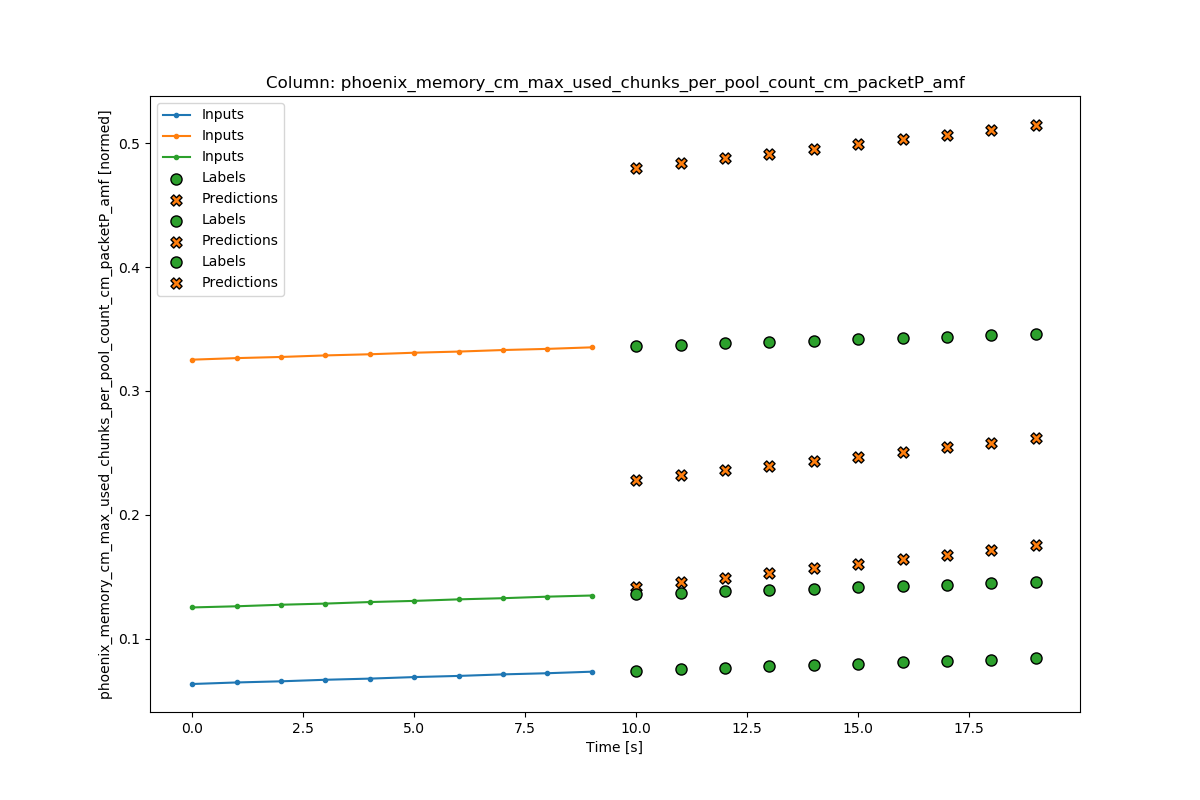 Column: phoenix_memory_cm_max_used_chunks_per_pool_count_cm_packetP_amf
phoenix_memory_cm_max_used_chunks_per_pool_count_cm_packetP_amf [normed]
Inputs
Inputs
Inputs
Labels
Predictions
Labels
Predictions
Labels
Predictions
0.5
0.4
0.3
0.2
0.1
0.0 2.5 5.0 7.5 10.0 12.5 15.0 17.5
Time [s]